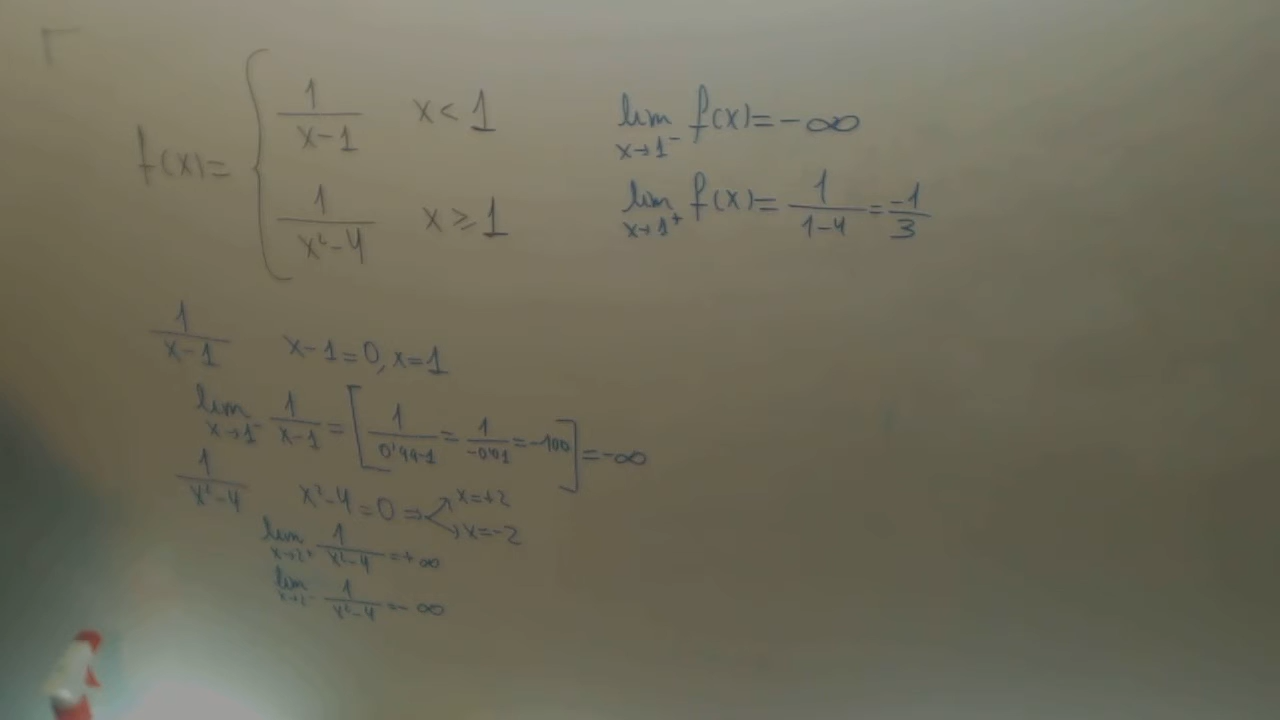 f(x)= { 1/(x-1) x<1
1/(x²-4) x≥1
lim x→1⁻ f(x)=-∞
lim x→1⁺ f(x)= 1/(1-4) = -1/3
1/(x-1) x-1=0, x=1
lim x→1⁻ 1/(x-1) = [1/(0'99-1) = 1/(-0'01) = -100] = -∞
1/(x²-4) x²-4=0 ⇒ x=+2
x=-2
lim x→2⁺ 1/(x²-4) =+∞
lim x→2⁻ 1/(x²-4) =-∞